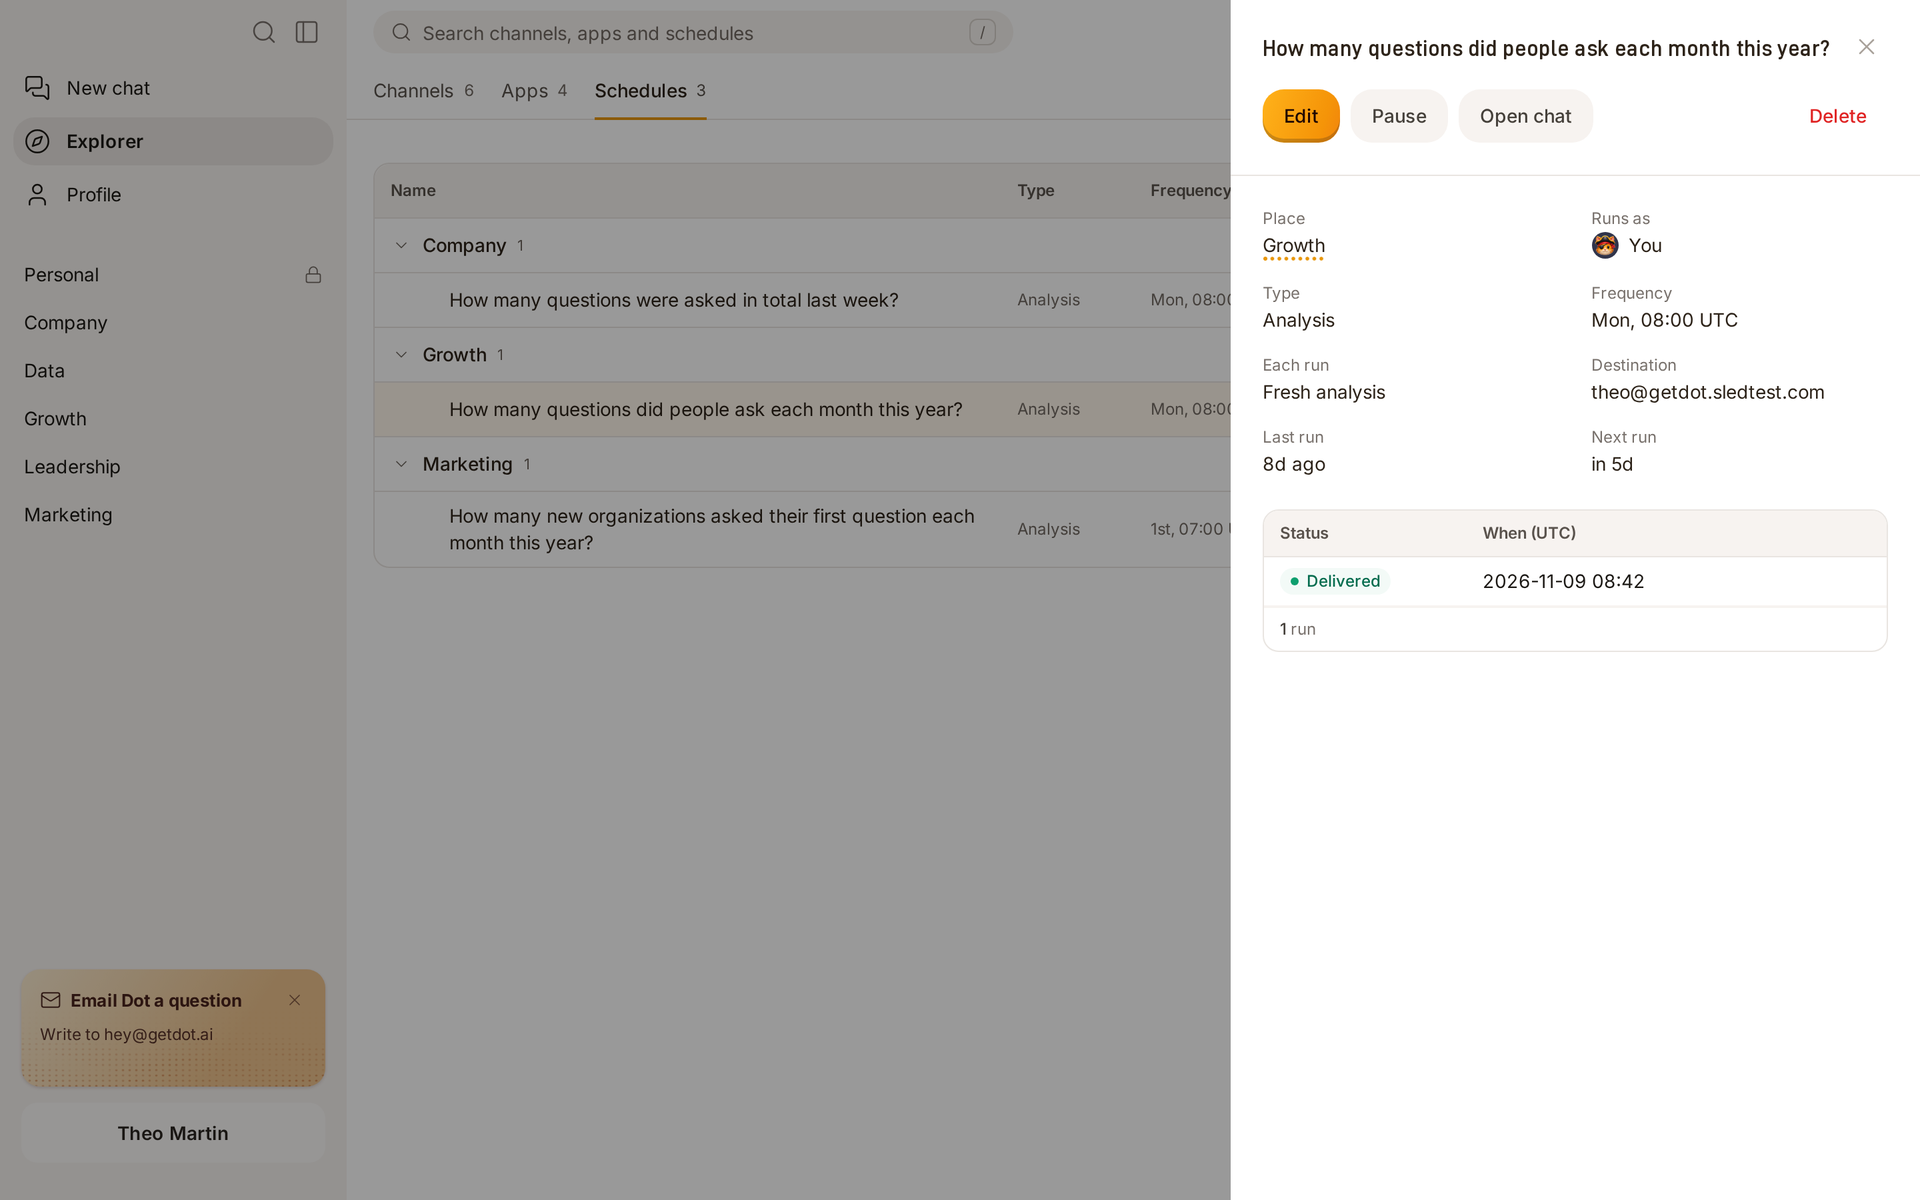 New chat
Explorer
Profile
Personal
Company
Data
Growth
Leadership
Marketing
Email Dot a question
Write to hey@getdot.ai
Theo Martin
Search channels, apps and schedules /
Channels 6 Apps 4 Schedules 3
Name Type Frequency
Company 1
How many questions were asked in total last week? Analysis Mon, 08:00
Growth 1
How many questions did people ask each month this year? Analysis Mon, 08:00
Marketing 1
How many new organizations asked their first question each
month this year? Analysis 1st, 07:00
How many questions did people ask each month this year?
Edit Pause Open chat Delete
Place Runs as
Growth You
Type Frequency
Analysis Mon, 08:00 UTC
Each run Destination
Fresh analysis theo@getdot.sledtest.com
Last run Next run
8d ago in 5d
Status When (UTC)
Delivered 2026-11-09 08:42
1 run